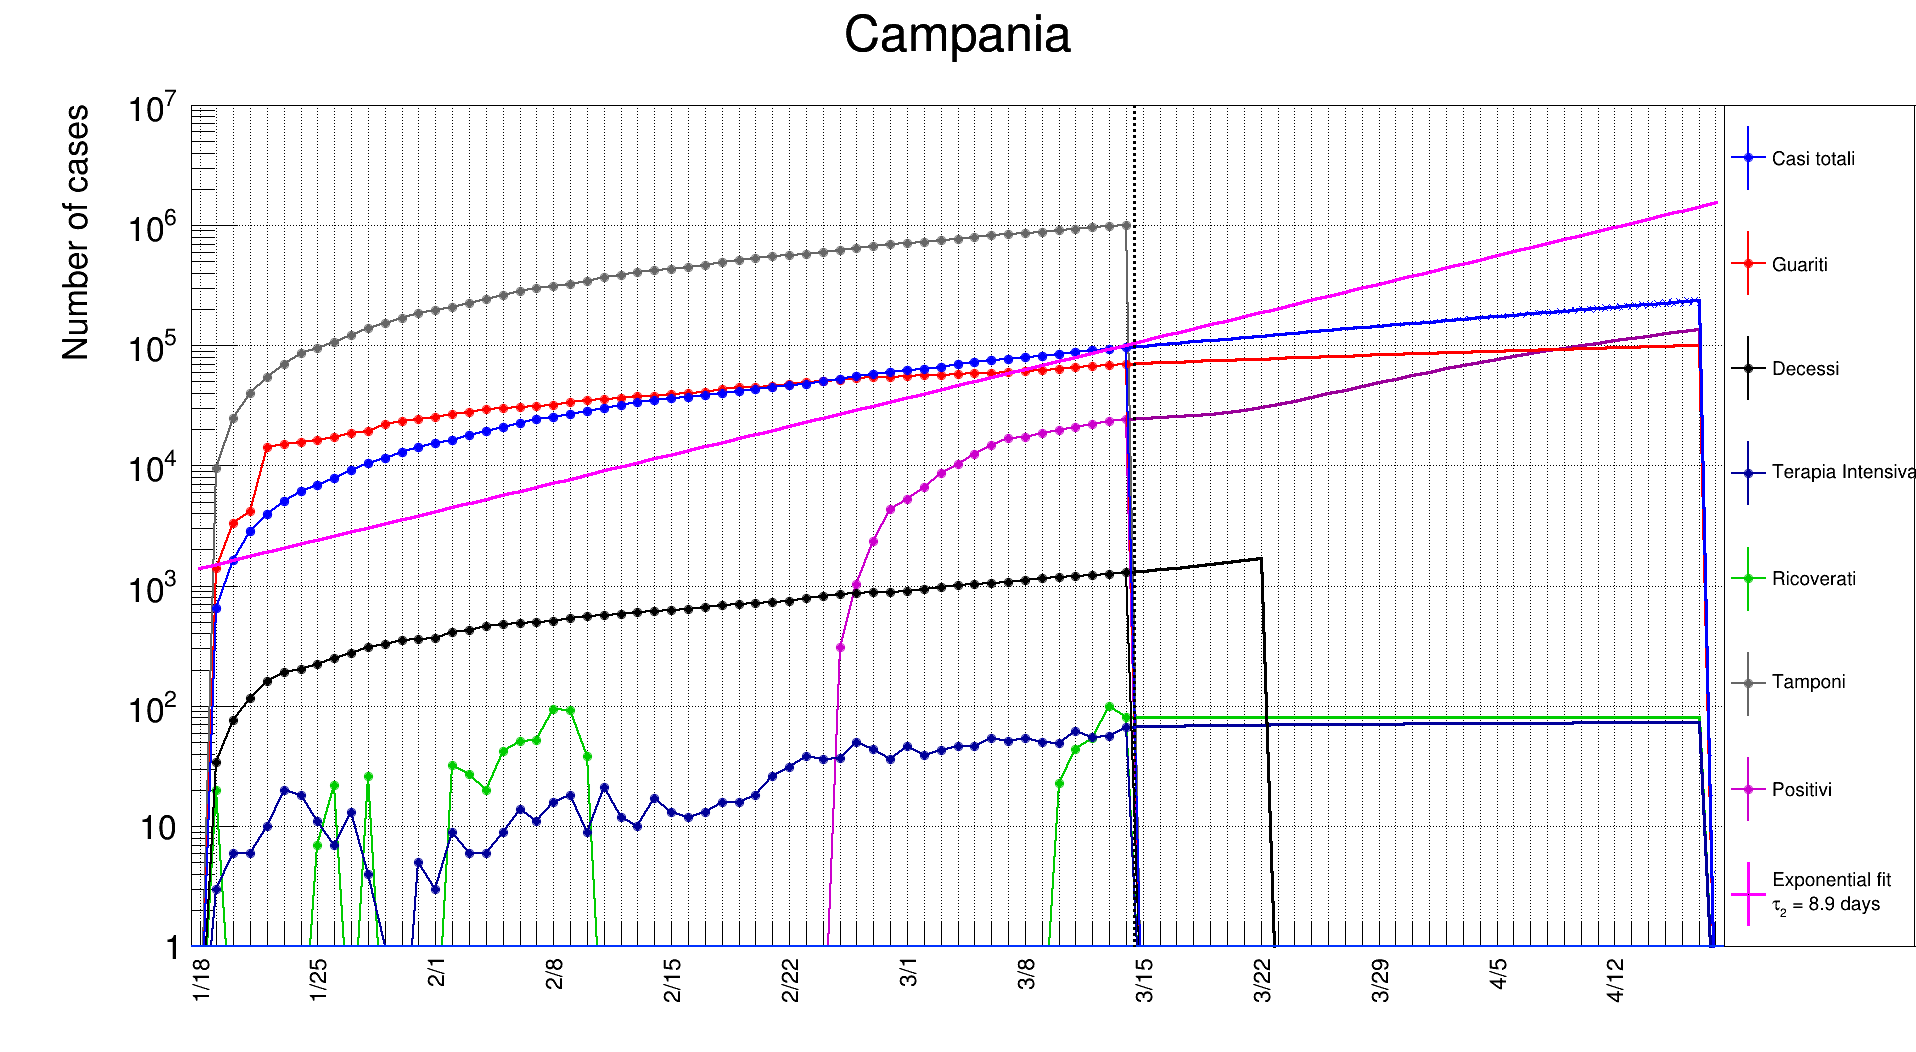 Campania
Number of cases
10^7
10^6
10^5
10^4
10^3
10^2
10
1
1/18
1/25
2/1
2/8
2/15
2/22
3/1
3/8
3/15
3/22
3/29
4/5
4/12
Casi totali
Guariti
Decessi
Terapia Intensiva
Ricoverati
Tamponi
Positivi
Exponential fit
τ₂ = 8.9 days